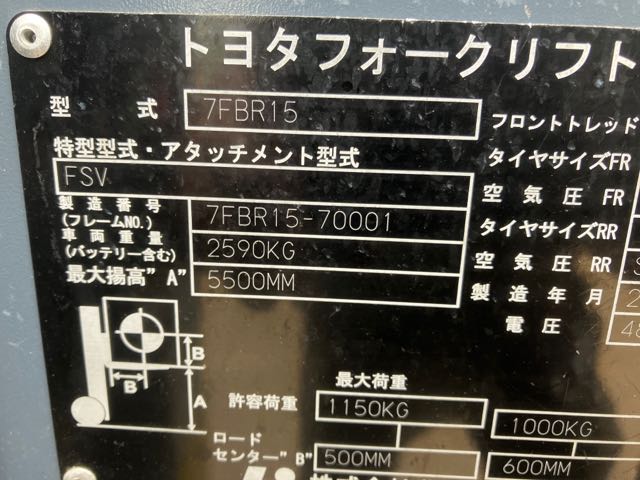 トヨタフォークリフト
型 式 7FBR15
フロントトレッド
特型型式・アタッチメント型式
タイヤサイズFR
FSV
空気圧 FR
製造番号
(フレームNO.) 7FBR15-70001
タイヤサイズRR
車両重量
(バッテリー含む) 2590KG
空気圧 RR
最大揚高"A" 5500MM
製造年月 2
電圧 48
B
B
A
最大荷重
許容荷重 1150KG 1000KG
ロード
センター"B" 500MM 600MM